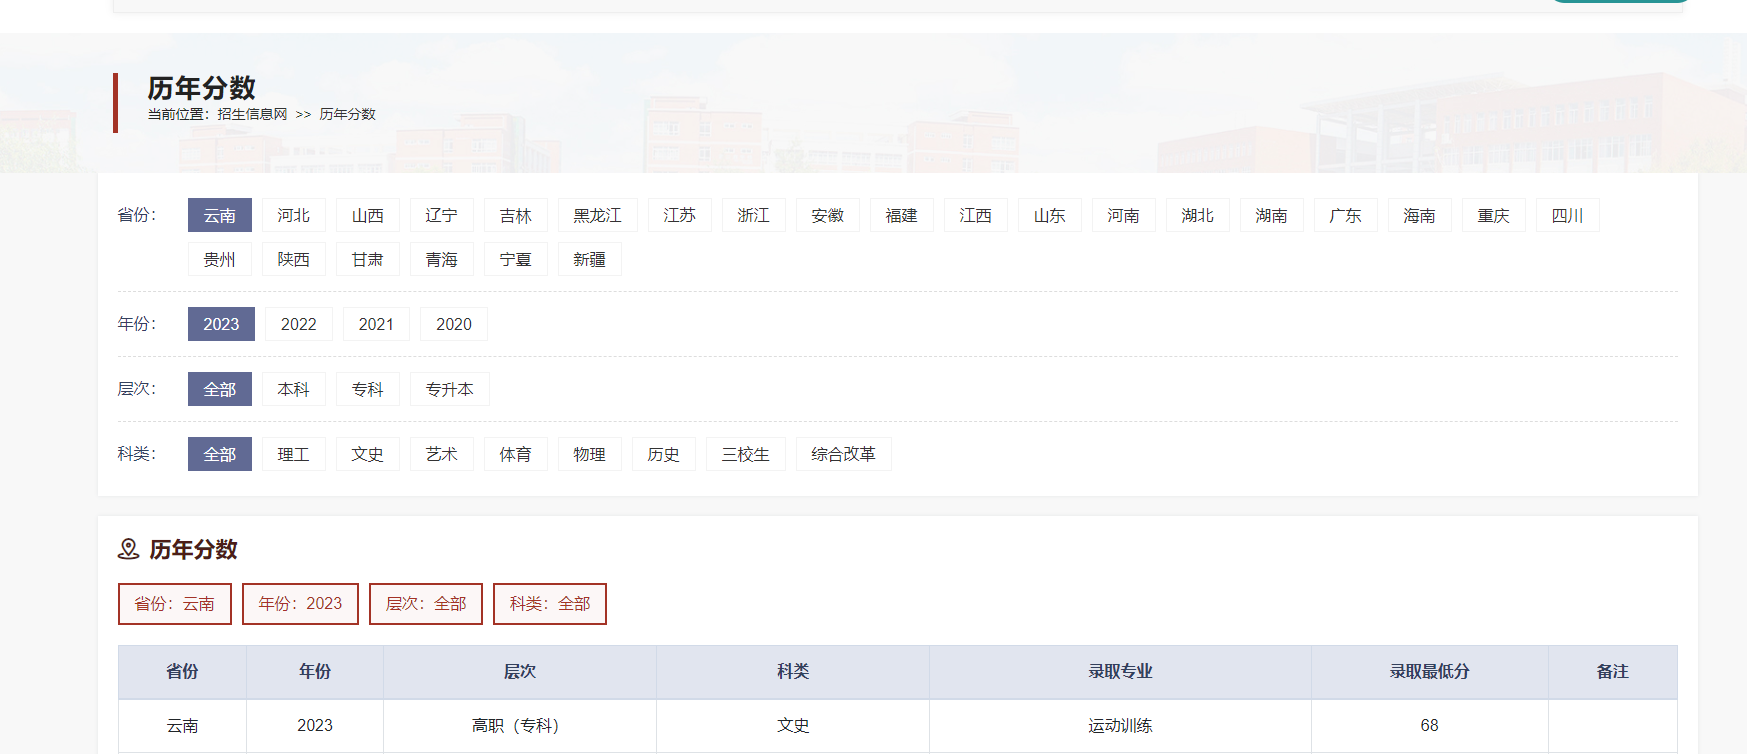 历年分数
当前位置：招生信息网 >> 历年分数
省份： 云南 河北 山西 辽宁 吉林 黑龙江 江苏 浙江 安徽 福建 江西 山东 河南 湖北 湖南 广东 海南 重庆 四川
贵州 陕西 甘肃 青海 宁夏 新疆
年份： 2023 2022 2021 2020
层次： 全部 本科 专科 专升本
科类： 全部 理工 文史 艺术 体育 物理 历史 三校生 综合改革
历年分数
省份：云南 年份：2023 层次：全部 科类：全部
省份 年份 层次 科类 录取专业 录取最低分 备注
云南 2023 高职（专科） 文史 运动训练 68